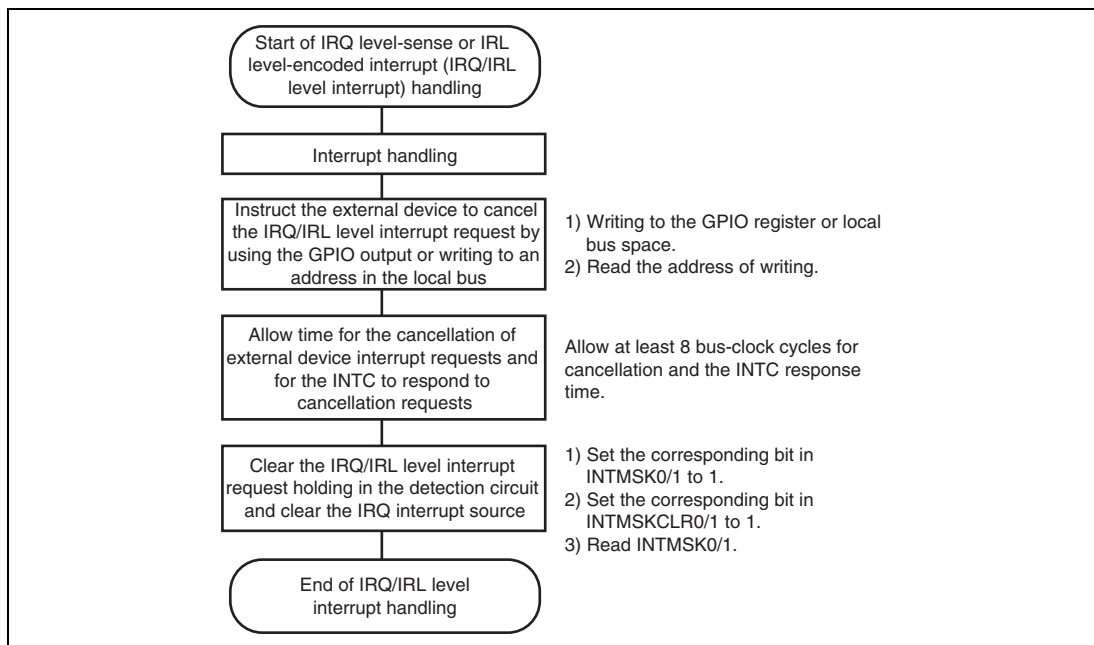 Start of IRQ level-sense or IRL
level-encoded interrupt (IRQ/IRL
level interrupt) handling
Interrupt handling
Instruct the external device to cancel
the IRQ/IRL level interrupt request by
using the GPIO output or writing to an
address in the local bus
1) Writing to the GPIO register or local
bus space.
2) Read the address of writing.
Allow time for the cancellation of
external device interrupt requests and
for the INTC to respond to
cancellation requests
Allow at least 8 bus-clock cycles for
cancellation and the INTC response
time.
Clear the IRQ/IRL level interrupt
request holding in the detection circuit
and clear the IRQ interrupt source
1) Set the corresponding bit in
INTMSK0/1 to 1.
2) Set the corresponding bit in
INTMSKCLR0/1 to 1.
3) Read INTMSK0/1.
End of IRQ/IRL level
interrupt handling